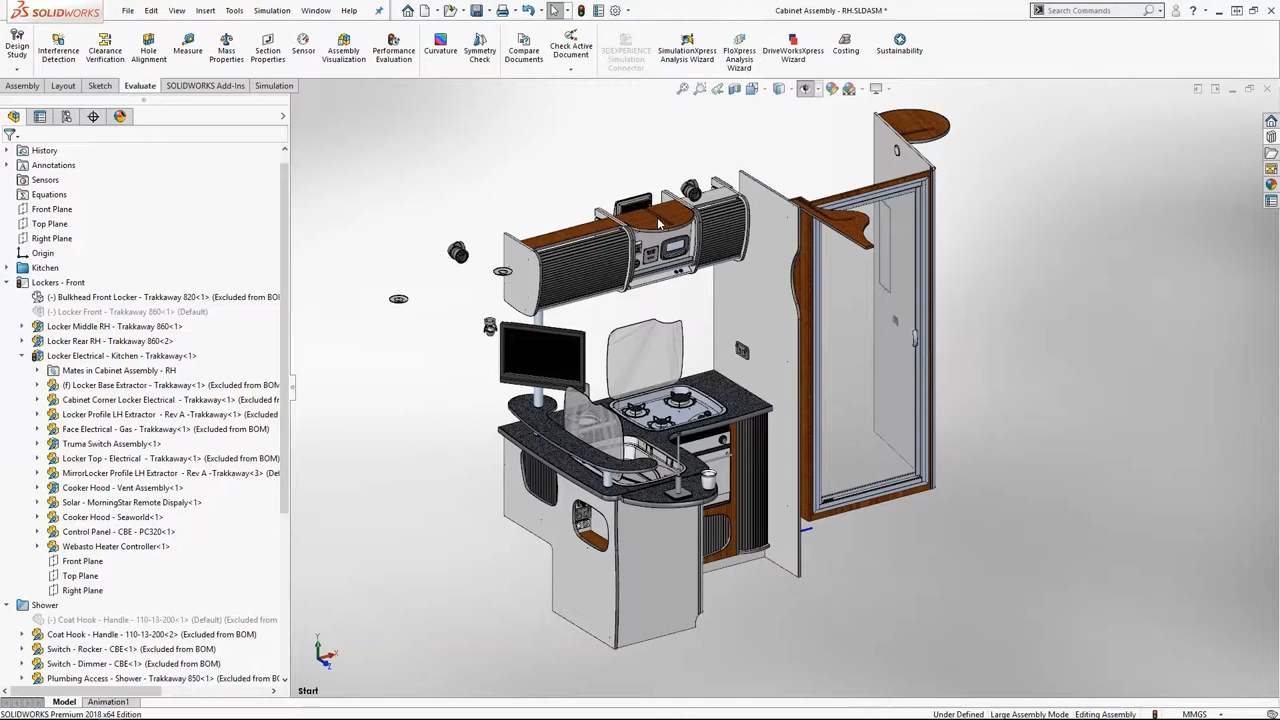 SOLIDWORKS
File Edit View Insert Tools Simulation Window Help
Cabinet Assembly - RH.SLDASM *
Search Commands
Design Study
Interference Detection
Clearance Verification
Hole Alignment
Measure
Mass Properties
Section Properties
Sensor
Assembly Visualization
Performance Evaluation
Curvature
Symmetry Check
Compare Documents
Check Active Document
3DEXPERIENCE Simulation Connector
SimulationXpress Analysis Wizard
FloXpress Analysis Wizard
DriveWorksXpress Wizard
Costing
Sustainability
Assembly Layout Sketch Evaluate SOLIDWORKS Add-Ins Simulation
History
Annotations
Sensors
Equations
Front Plane
Top Plane
Right Plane
Origin
Kitchen
Lockers - Front
(-) Bulkhead Front Locker - Trakkaway 820<1> (Excluded from BOM)
(-) Locker Front - Trakkaway 860<1> (Default)
Locker Middle RH - Trakkaway 860<1>
Locker Rear RH - Trakkaway 860<2>
Locker Electrical - Kitchen - Trakkaway<1>
Mates in Cabinet Assembly - RH
(f) Locker Base Extractor - Trakkaway<1> (Excluded from BOM
Cabinet Corner Locker Electrical - Trakkaway<1> (Excluded fr
Locker Profile LH Extractor - Rev A -Trakkaway<1> (Excluded
Face Electrical - Gas - Trakkaway<1> (Excluded from BOM)
Truma Switch Assembly<1>
Locker Top - Electrical - Trakkaway<1> (Excluded from BOM)
MirrorLocker Profile LH Extractor - Rev A -Trakkaway<3> (Def
Cooker Hood - Vent Assembly<1>
Solar - MorningStar Remote Dispaly<1>
Cooker Hood - Seaworld<1>
Control Panel - CBE - PC320<1>
Webasto Heater Controller<1>
Front Plane
Top Plane
Right Plane
Shower
(-) Coat Hook - Handle - 110-13-200<1> (Default) (Excluded from
Coat Hook - Handle - 110-13-200<2> (Excluded from BOM)
Switch - Rocker - CBE<1> (Excluded from BOM)
Switch - Dimmer - CBE<1> (Excluded from BOM)
Plumbing Access - Shower - Trakkaway 850<1> (Excluded from
Y
X
Z
Start
Model Animation1
SOLIDWORKS Premium 2018 x64 Edition
Under Defined Large Assembly Mode Editing Assembly MMGS